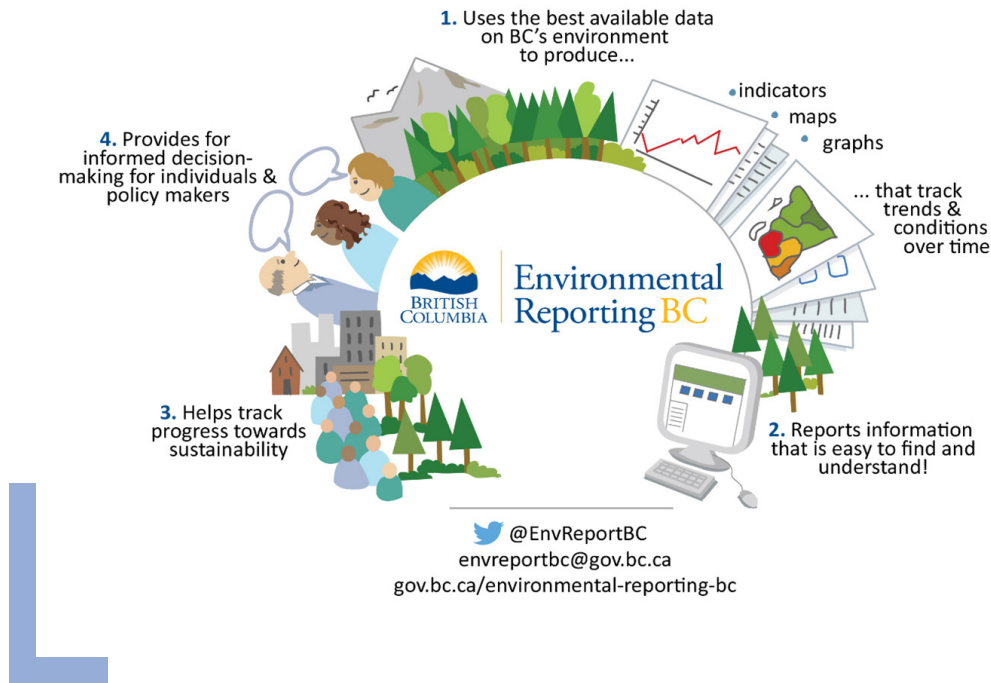 1. Uses the best available data
on BC's environment
to produce...
indicators
maps
graphs
... that track
trends &
conditions
over time
2. Reports information
that is easy to find and
understand!
3. Helps track
progress towards
sustainability
4. Provides for
informed decision-
making for individuals &
policy makers
BRITISH
COLUMBIA
Environmental
Reporting BC
@EnvReportBC
envreportbc@gov.bc.ca
gov.bc.ca/environmental-reporting-bc